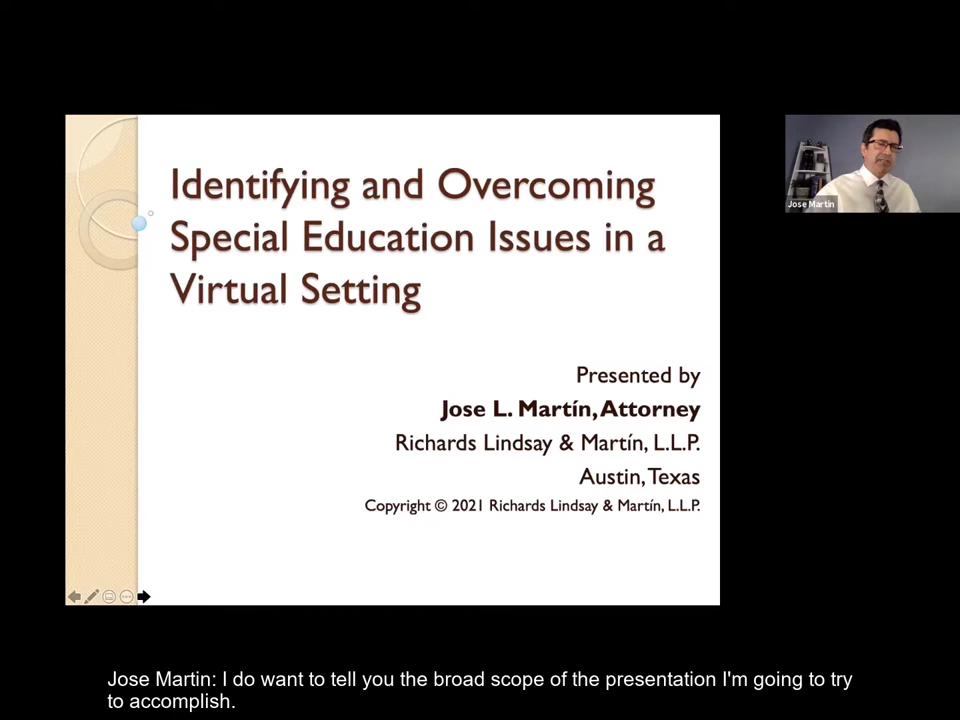 Identifying and Overcoming
Special Education Issues in a
Virtual Setting
Presented by
Jose L. Martín, Attorney
Richards Lindsay & Martín, L.L.P.
Austin, Texas
Copyright © 2021 Richards Lindsay & Martín, L.L.P.
Jose Martin
Jose Martin: I do want to tell you the broad scope of the presentation I'm going to try
to accomplish.